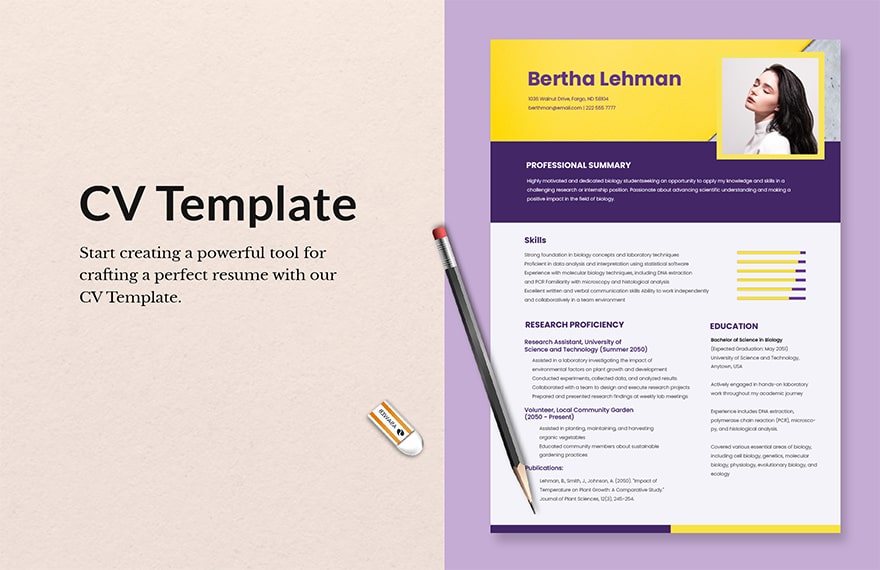 CV Template
Start creating a powerful tool for
crafting a perfect resume with our
CV Template.
Bertha Lehman
1036 Walnut Drive, Fargo, ND 58104
berthman@email.com | 222 555 7777
PROFESSIONAL SUMMARY
Highly motivated and dedicated biology studentseeking an opportunity to apply my knowledge and skills in a
challenging research or internship position. Passionate about advancing scientific understanding and making a
positive impact in the field of biology.
Skills
Strong foundation in biology concepts and laboratory techniques
Proficient in data analysis and interpretation using statistical software
Experience with molecular biology techniques, including DNA extraction
and PCR Familiarity with microscopy and histological analysis
Excellent written and verbal communication skills Ability to work independently
and collaboratively in a team environment
RESEARCH PROFICIENCY
Research Assistant, University of
Science and Technology (Summer 2050)
Assisted in a laboratory investigating the impact of
environmental factors on plant growth and development
Conducted experiments, collected data, and analyzed results
Collaborated with a team to design and execute research projects
Prepared and presented research findings at weekly lab meetings
Volunteer, Local Community Garden
(2050 - Present)
Assisted in planting, maintaining, and harvesting
organic vegetables
Educated community members about sustainable
gardening practices
Publications:
Lehman, B., Smith, J., Johnson, A. (2050). "Impact of
Temperature on Plant Growth: A Comparative Study."
Journal of Plant Sciences, 12(3), 245-254.
EDUCATION
Bachelor of Science in Biology
(Expected Graduation: May 2051)
University of Science and Technology,
Anytown, USA
Actively engaged in hands-on laboratory
work throughout my academic journey
Experience includes DNA extraction,
polymerase chain reaction (PCR), microsco-
py, and histological analysis.
Covered various essential areas of biology,
including cell biology, genetics, molecular
biology, physiology, evolutionary biology, and
ecology